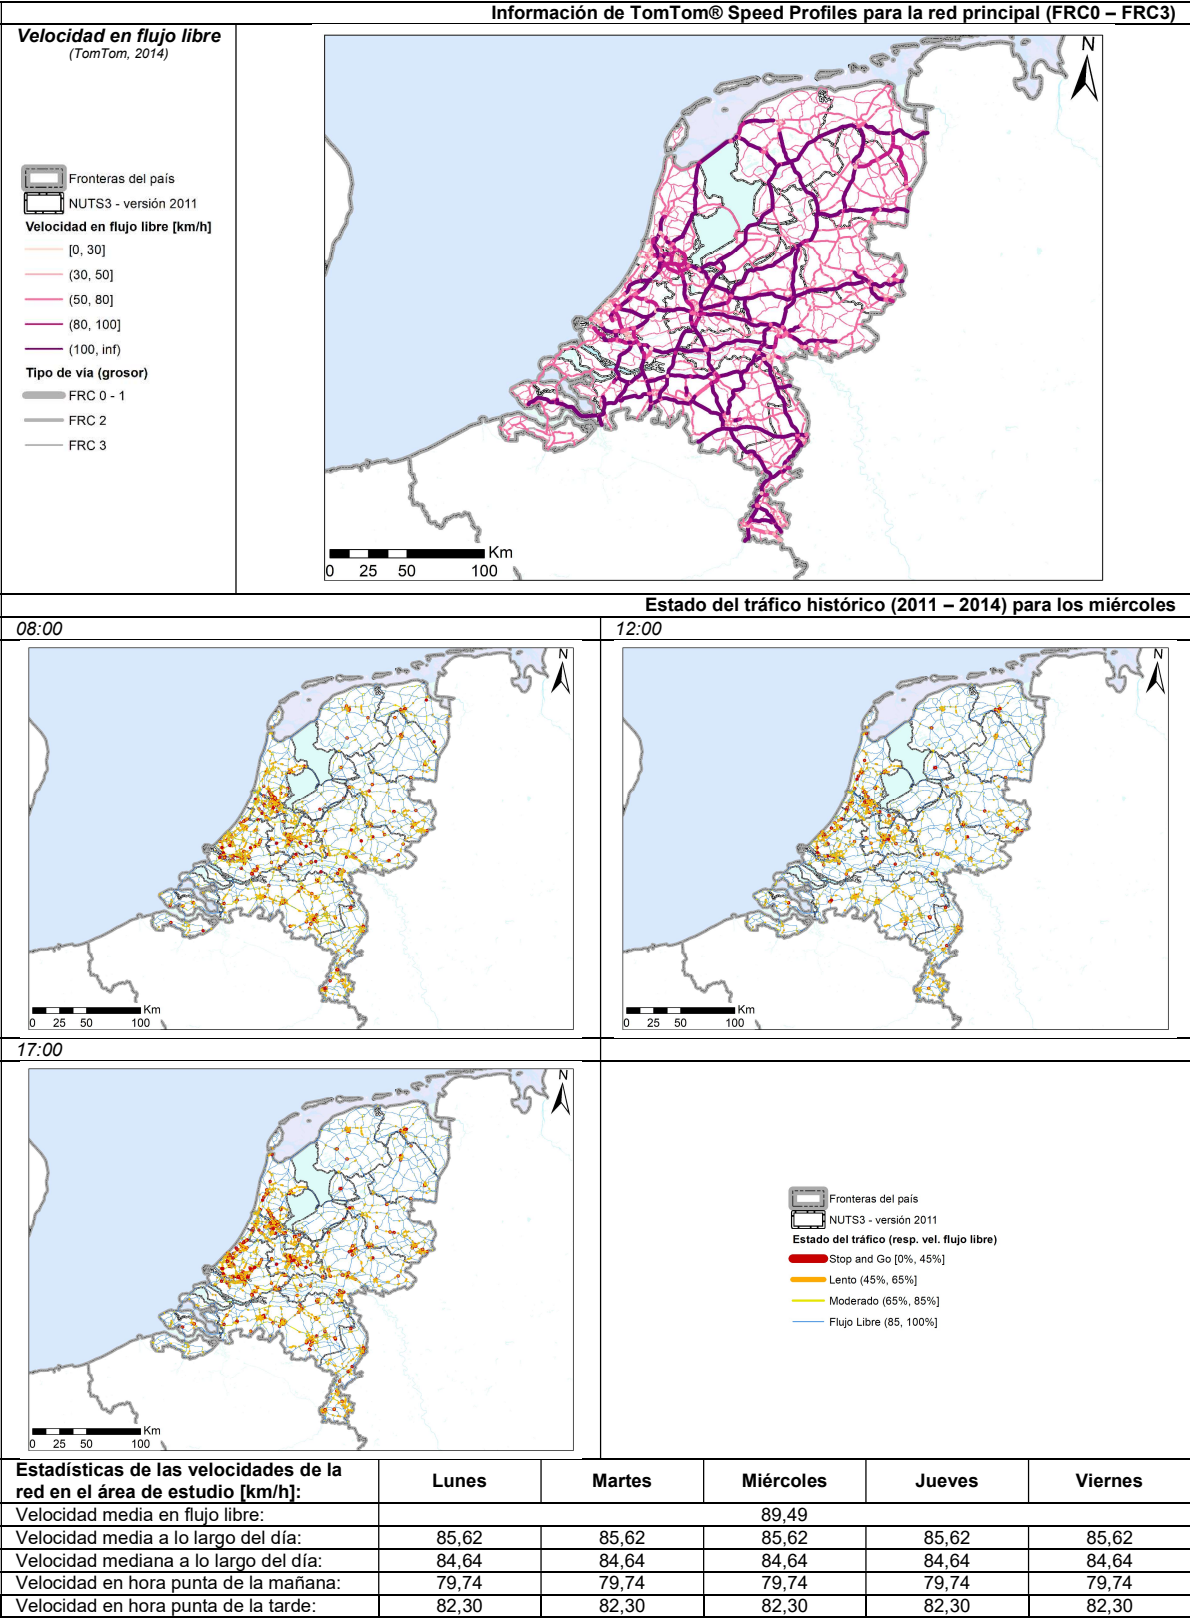 Información de TomTom® Speed Profiles para la red principal (FRC0 – FRC3)
Velocidad en flujo libre
(TomTom, 2014)
Fronteras del país
NUTS3 - versión 2011
Velocidad en flujo libre [km/h]
[0, 30]
(30, 50]
(50, 80]
(80, 100]
(100, inf)
Tipo de vía (grosor)
FRC 0 - 1
FRC 2
FRC 3
N
Km
0 25 50 100
Estado del tráfico histórico (2011 – 2014) para los miércoles
08:00 12:00
N
Km
0 25 50 100
N
Km
0 25 50 100
17:00
N
Km
0 25 50 100
Fronteras del país
NUTS3 - versión 2011
Estado del tráfico (resp. vel. flujo libre)
Stop and Go [0%, 45%]
Lento (45%, 65%]
Moderado (65%, 85%]
Flujo Libre (85, 100%]
Estadísticas de las velocidades de la
red en el área de estudio [km/h]: Lunes Martes Miércoles Jueves Viernes
Velocidad media en flujo libre: 89,49
Velocidad media a lo largo del día: 85,62 85,62 85,62 85,62 85,62
Velocidad mediana a lo largo del día: 84,64 84,64 84,64 84,64 84,64
Velocidad en hora punta de la mañana: 79,74 79,74 79,74 79,74 79,74
Velocidad en hora punta de la tarde: 82,30 82,30 82,30 82,30 82,30